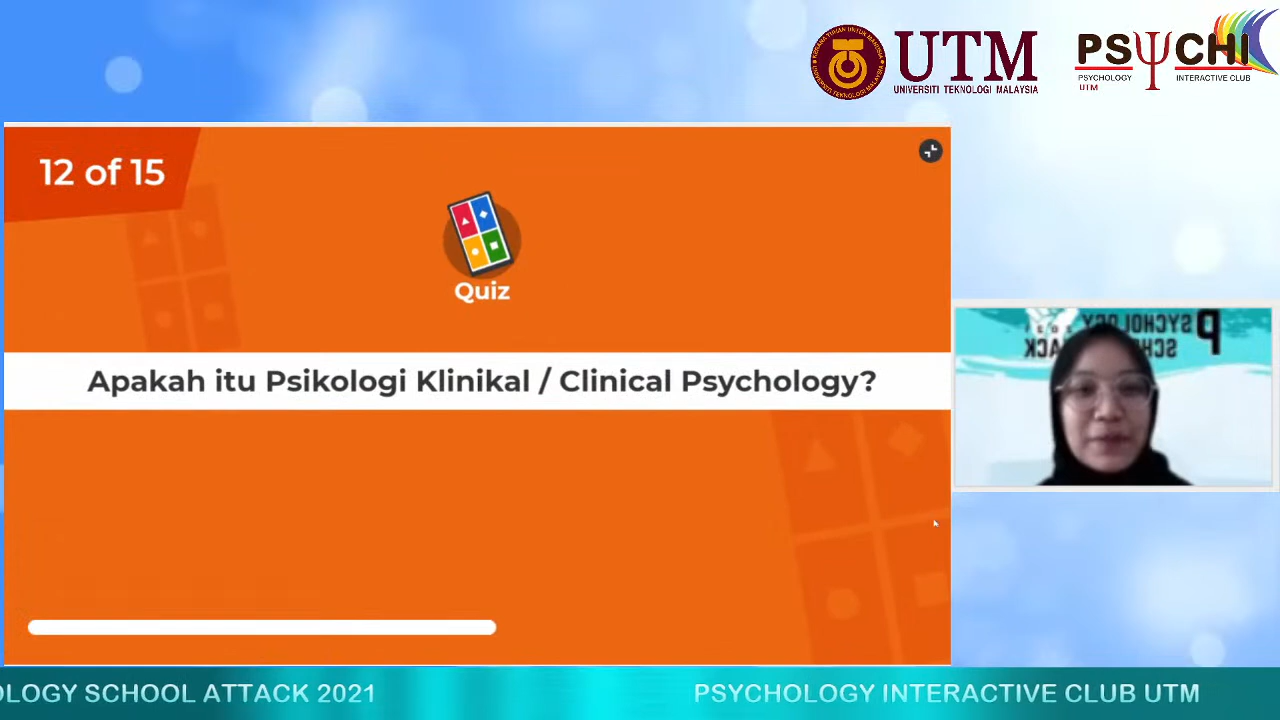 UTM
UNIVERSITI TEKNOLOGI MALAYSIA
PSYCHI
PSYCHOLOGY INTERACTIVE CLUB
UTM
12 of 15
Quiz
Apakah itu Psikologi Klinikal / Clinical Psychology?
PSYCHOLOGY
OLOGY SCHOOL ATTACK 2021
PSYCHOLOGY INTERACTIVE CLUB UTM